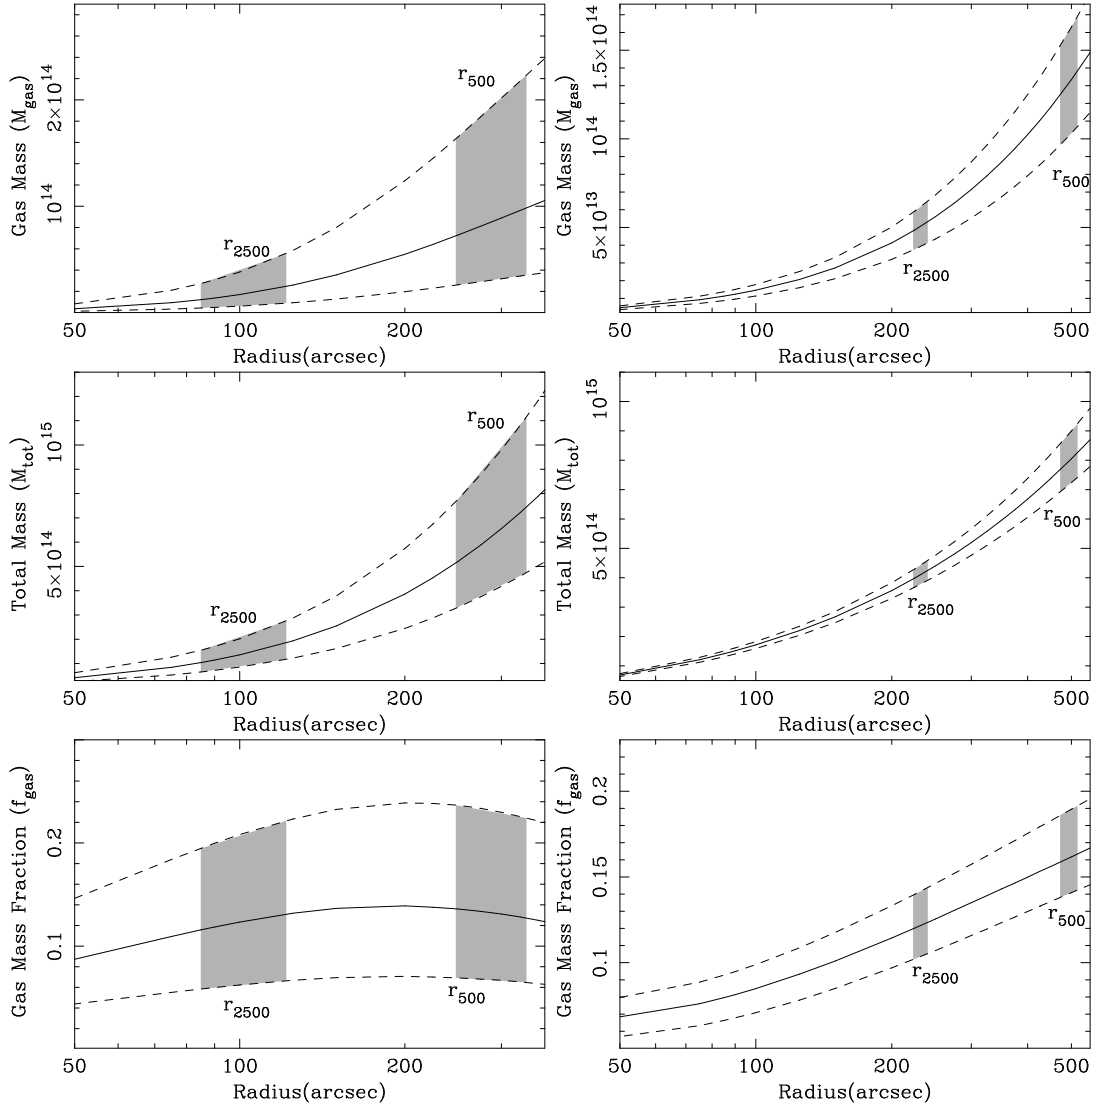 Gas Mass (M_gas)
2×10^14
10^14
r_500
r_2500
50 100 200
Radius(arcsec)
Gas Mass (M_gas)
1.5×10^14
10^14
5×10^13
r_500
r_2500
50 100 200 500
Radius(arcsec)
Total Mass (M_tot)
10^15
5×10^14
r_500
r_2500
50 100 200
Radius(arcsec)
Total Mass (M_tot)
10^15
5×10^14
r_500
r_2500
50 100 200 500
Radius(arcsec)
Gas Mass Fraction (f_gas)
0.2
0.1
r_500
r_2500
50 100 200
Radius(arcsec)
Gas Mass Fraction (f_gas)
0.2
0.15
0.1
r_500
r_2500
50 100 200 500
Radius(arcsec)